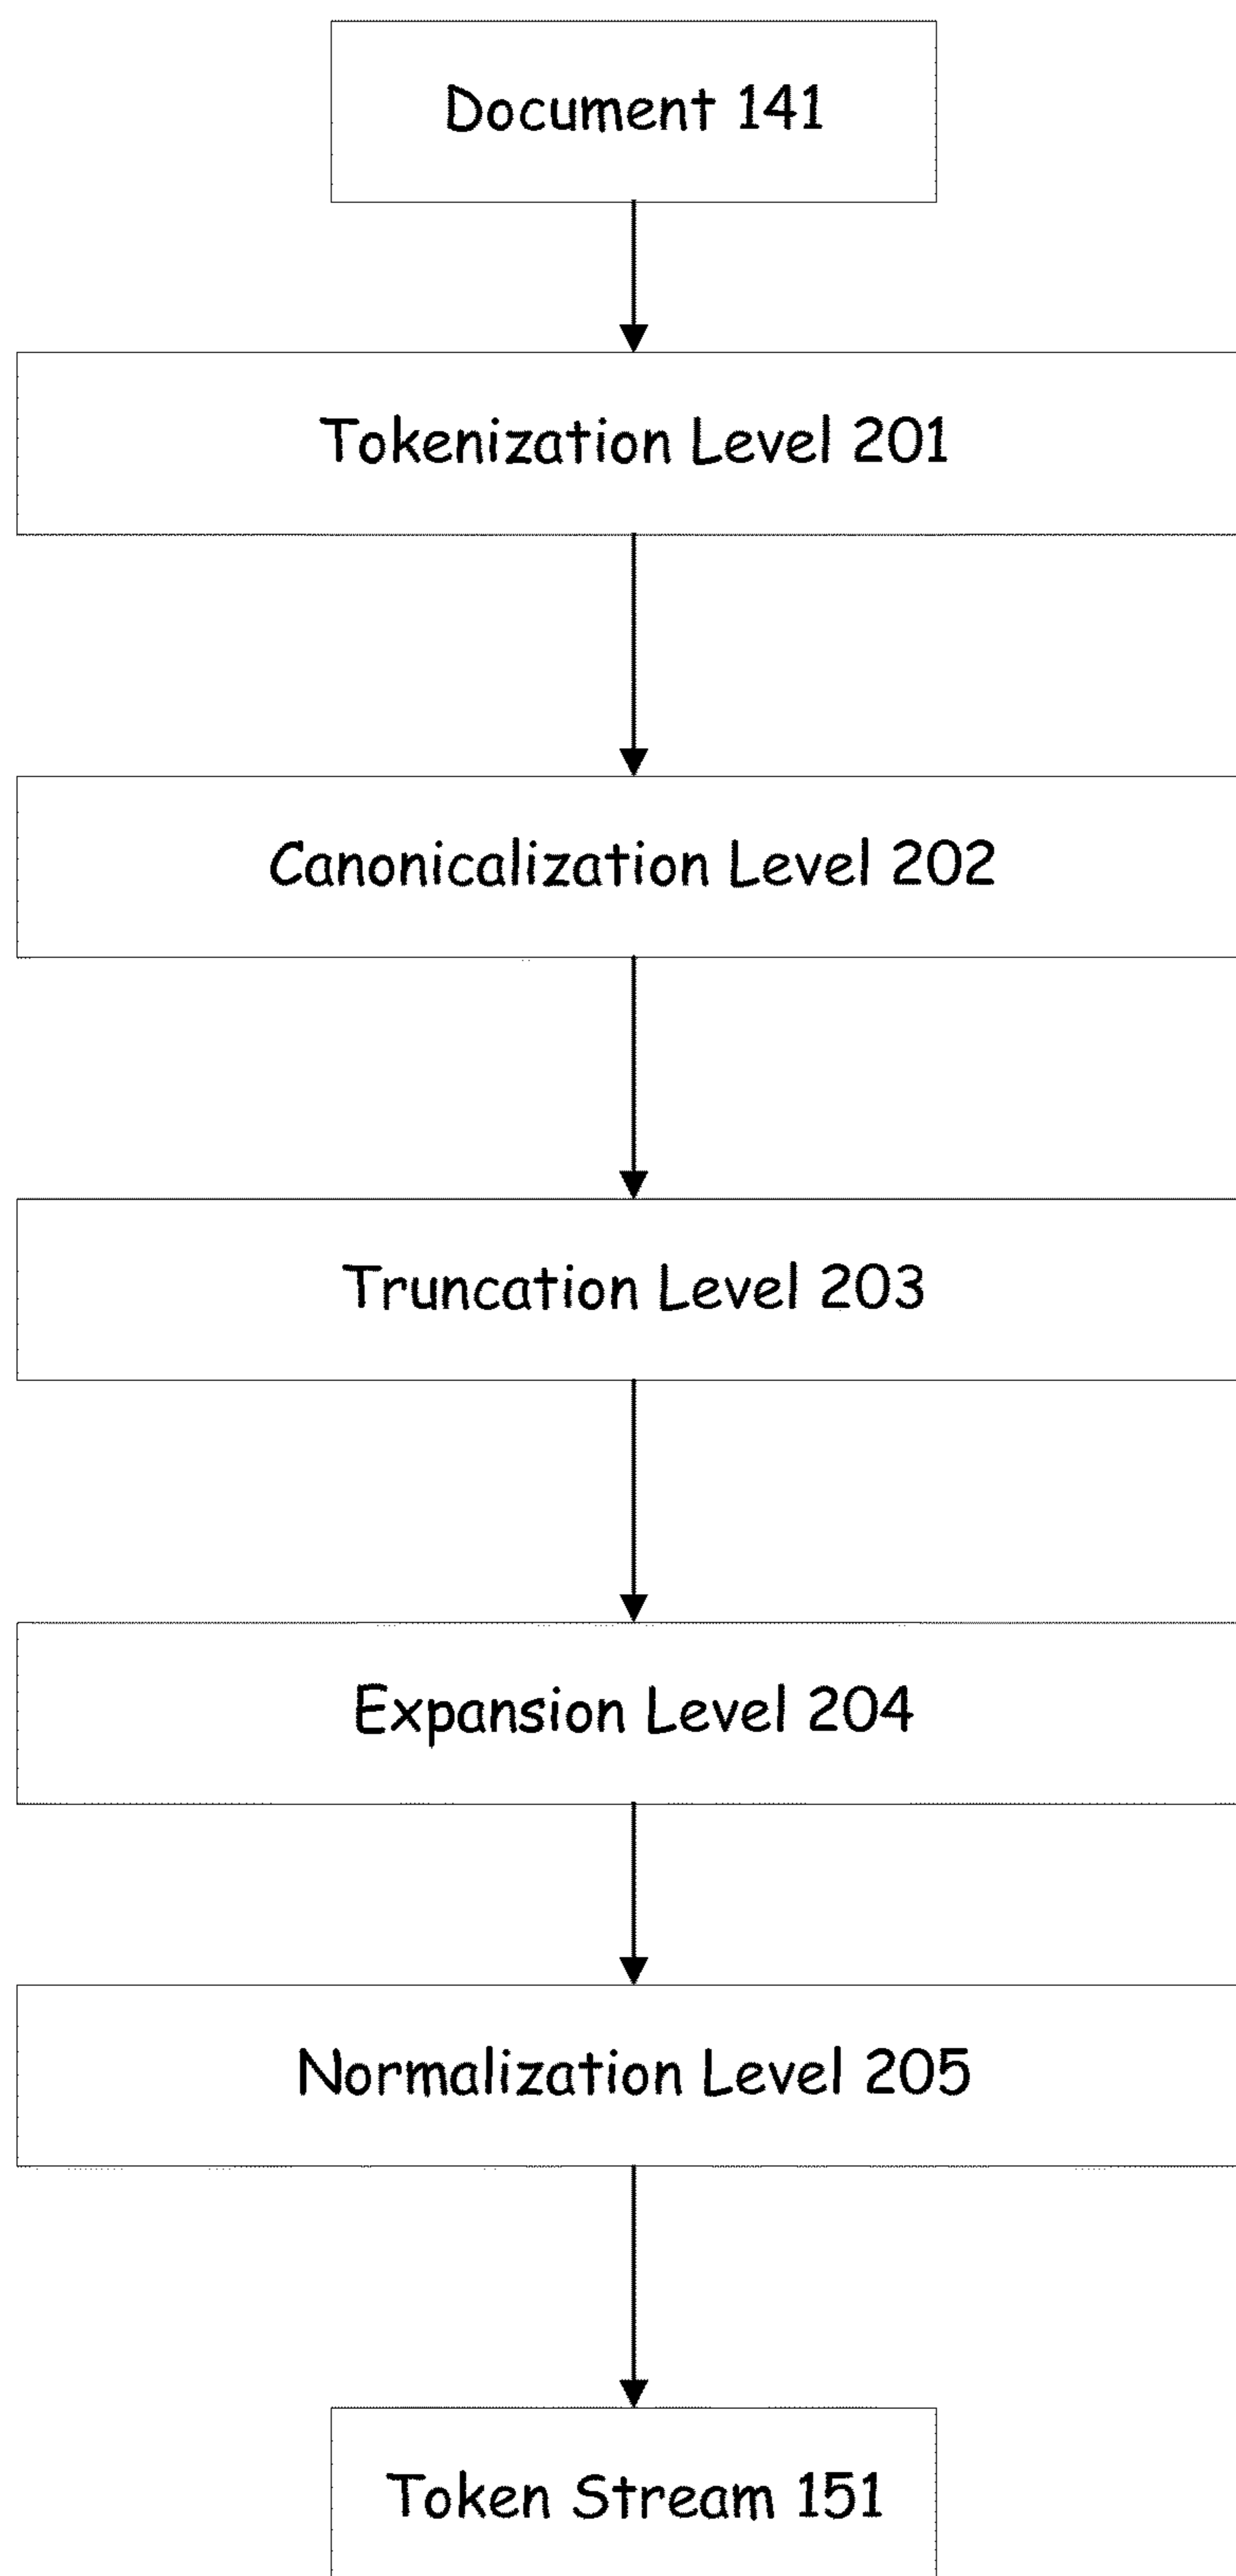 Document 141
Tokenization Level 201
Canonicalization Level 202
Truncation Level 203
Expansion Level 204
Normalization Level 205
Token Stream 151